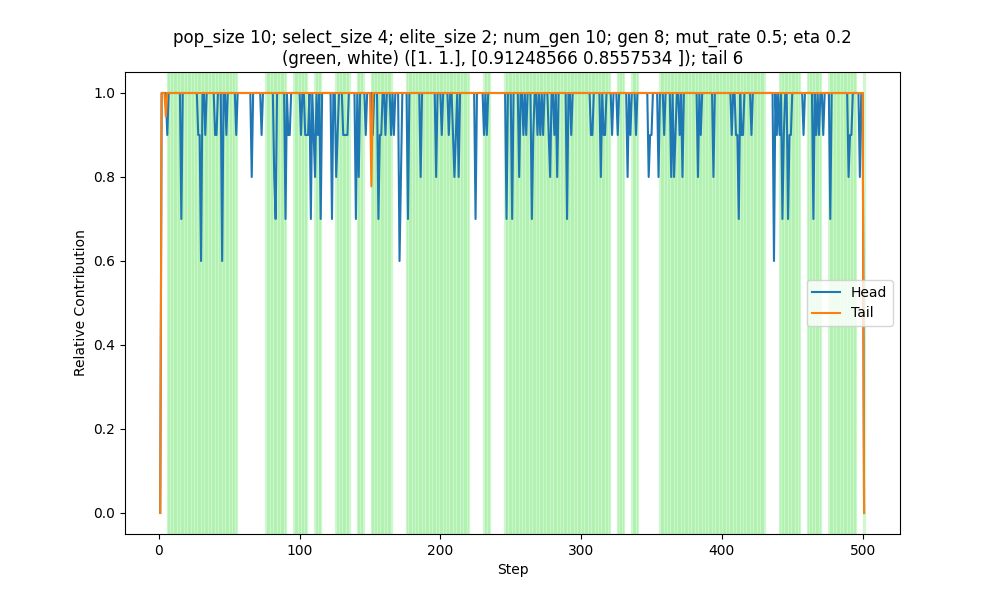 pop_size 10; select_size 4; elite_size 2; num_gen 10; gen 8; mut_rate 0.5; eta 0.2
(green, white) ([1. 1.], [0.91248566 0.8557534 ]); tail 6
1.0
0.8
0.6
0.4
0.2
0.0
Relative Contribution
Head
Tail
0
100
200
300
400
500
Step